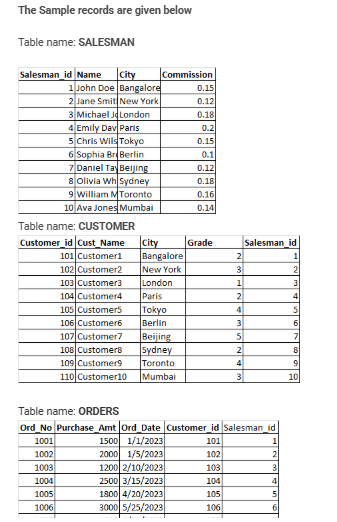 The Sample records are given below
Table name: SALESMAN
Salesman_id Name City Commission
1 John Doe Bangalore 0.15
2 Jane Smit New York 0.12
3 Michael Jo London 0.18
4 Emily Dav Paris 0.2
5 Chris Wils Tokyo 0.15
6 Sophia Bro Berlin 0.1
7 Daniel Tay Beijing 0.12
8 Olivia Wh Sydney 0.18
9 William M Toronto 0.16
10 Ava Jones Mumbai 0.14
Table name: CUSTOMER
Customer_id Cust_Name City Grade Salesman_id
101 Customer1 Bangalore 2 1
102 Customer2 New York 3 2
103 Customer3 London 1 3
104 Customer4 Paris 2 4
105 Customer5 Tokyo 4 5
106 Customer6 Berlin 3 6
107 Customer7 Beijing 5 7
108 Customer8 Sydney 2 8
109 Customer9 Toronto 4 9
110 Customer10 Mumbai 3 10
Table name: ORDERS
Ord_No Purchase_Amt Ord_Date Customer_id Salesman_id
1001 1500 1/1/2023 101 1
1002 2000 1/5/2023 102 2
1003 1200 2/10/2023 103 3
1004 2500 3/15/2023 104 4
1005 1800 4/20/2023 105 5
1006 3000 5/25/2023 106 6